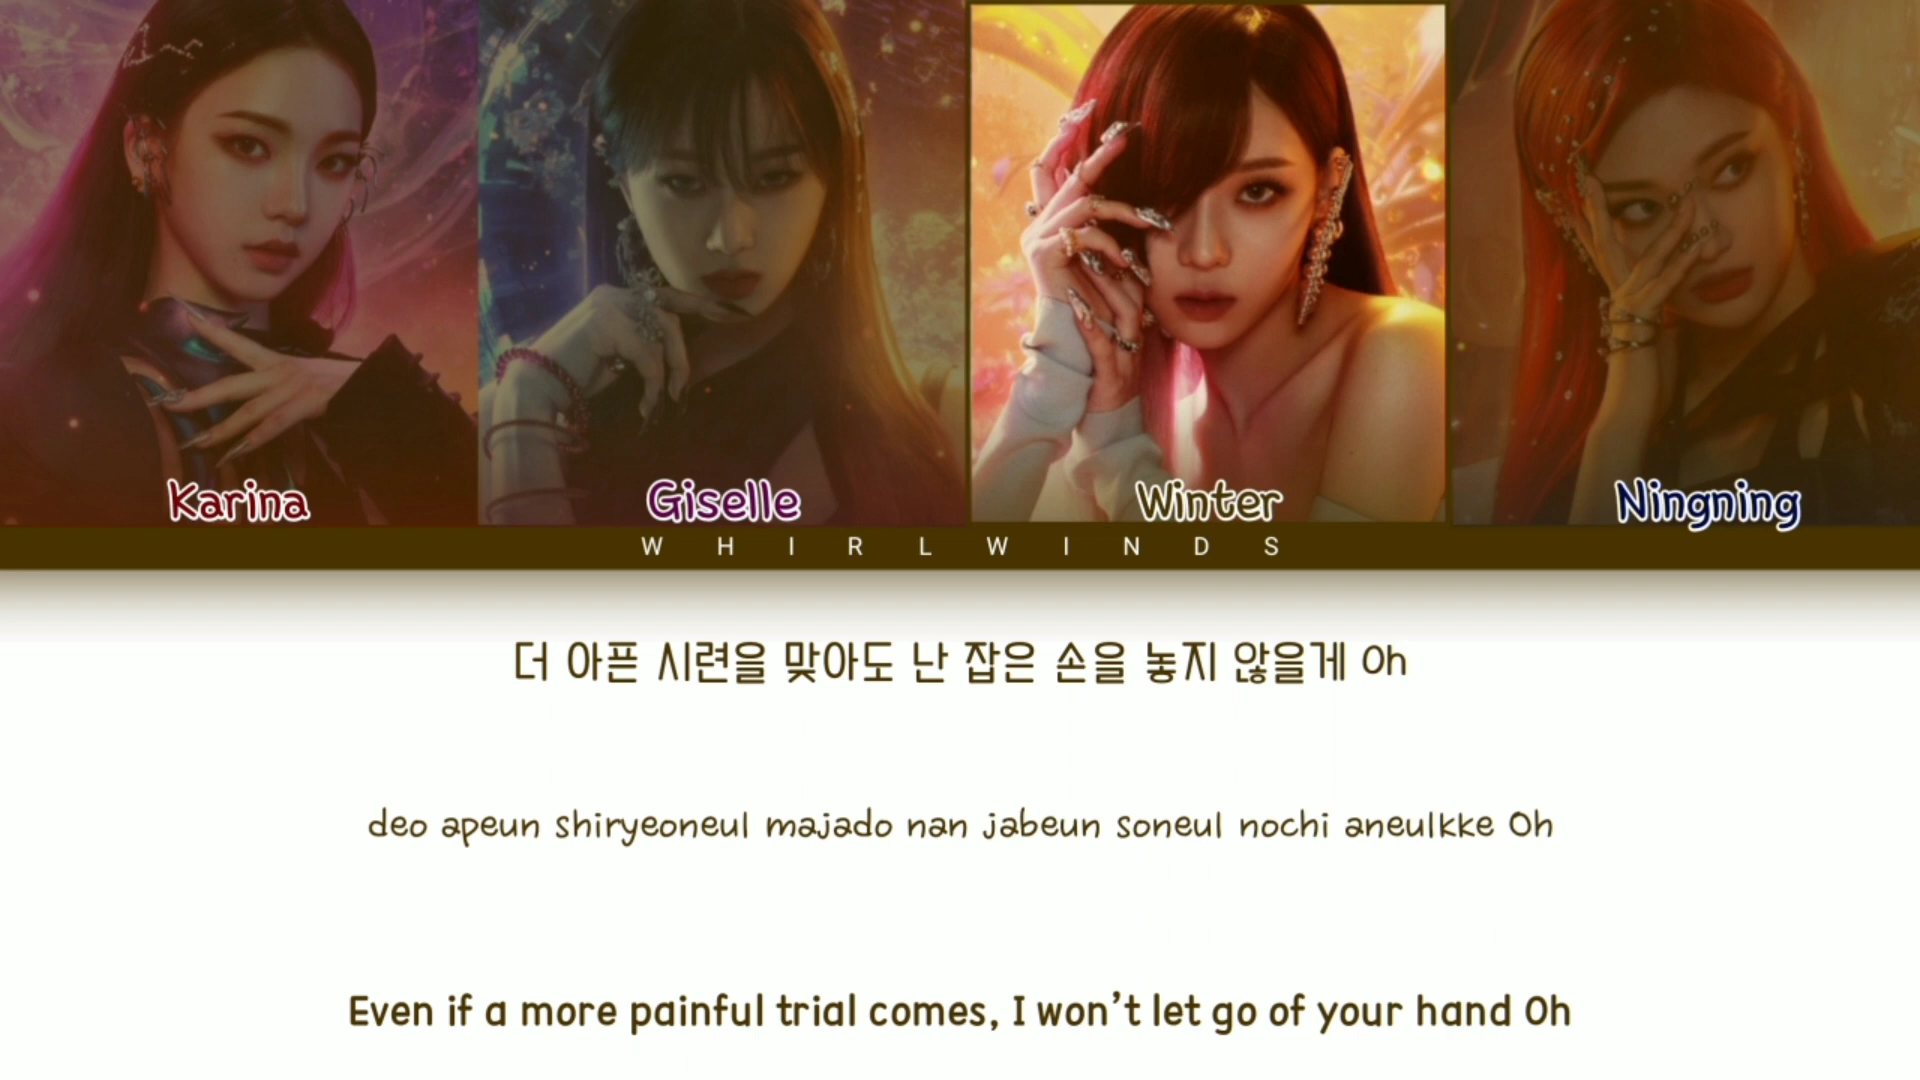 Karina Giselle Winter Ningning
WHIRLWINDS
더 아픈 시련을 맞아도 난 잡은 손을 놓지 않을게 Oh
deo apeun shiryeoneul majado nan jabeun soneul nochi aneulkke Oh
Even if a more painful trial comes, I won't let go of your hand Oh